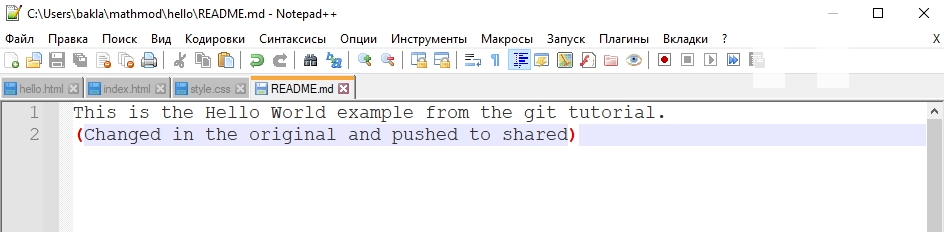 C:\Users\bakla\mathmod\hello\README.md - Notepad++
Файл Правка Поиск Вид Кодировки Синтаксисы Опции Инструменты Макросы Запуск Плагины Вкладки ? X
hello.html index.html style.css README.md
1 This is the Hello World example from the git tutorial.
2 (Changed in the original and pushed to shared)